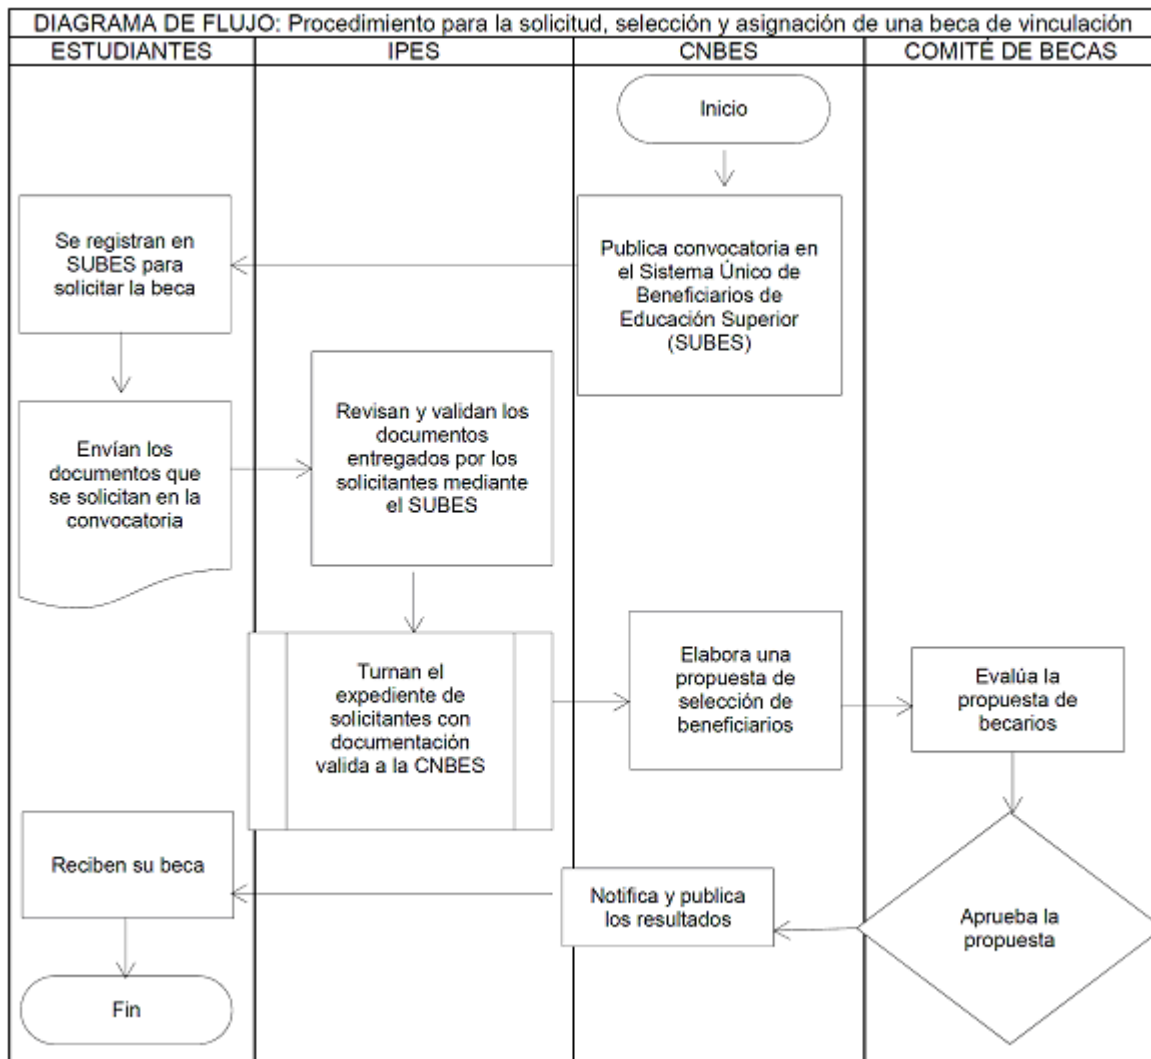 DIAGRAMA DE FLUJO: Procedimiento para la solicitud, selección y asignación de una beca de vinculación
ESTUDIANTES
IPES
CNBES
COMITÉ DE BECAS
Inicio
Publica convocatoria en
el Sistema Único de
Beneficiarios de
Educación Superior
(SUBES)
Se registran en
SUBES para
solicitar la beca
Envían los
documentos que
se solicitan en la
convocatoria
Revisan y validan los
documentos
entregados por los
solicitantes mediante
el SUBES
Turnan el
expediente de
solicitantes con
documentación
valida a la CNBES
Elabora una
propuesta de
selección de
beneficiarios
Evalúa la
propuesta de
becarios
Aprueba la
propuesta
Notifica y publica
los resultados
Reciben su beca
Fin